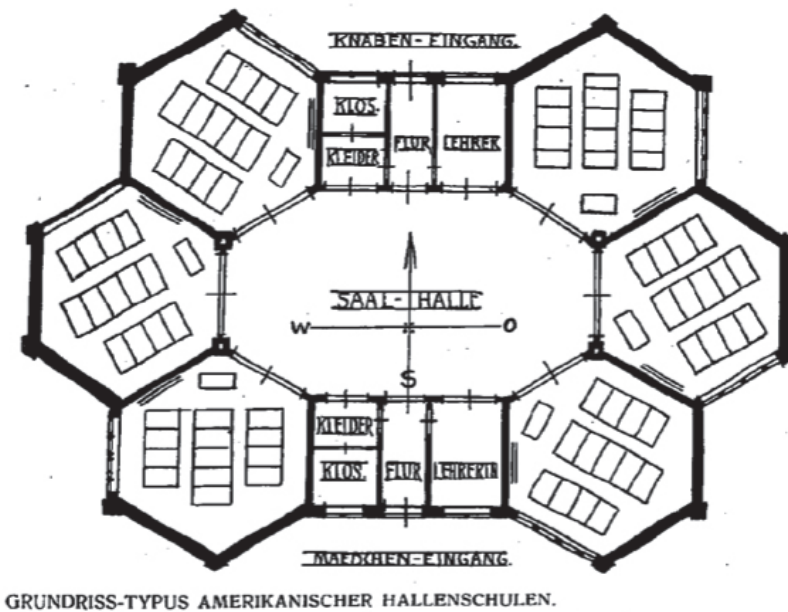 KNABEN-EINGANG.
KLOS.
KLEIDER
FLUR
LEHRER
SAAL-HALLE
W O
S
KLEIDER
KLOS.
FLUR
LEHRERIN
MAEDCHEN-EINGANG.
GRUNDRISS-TYPUS AMERIKANISCHER HALLENSCHULEN.